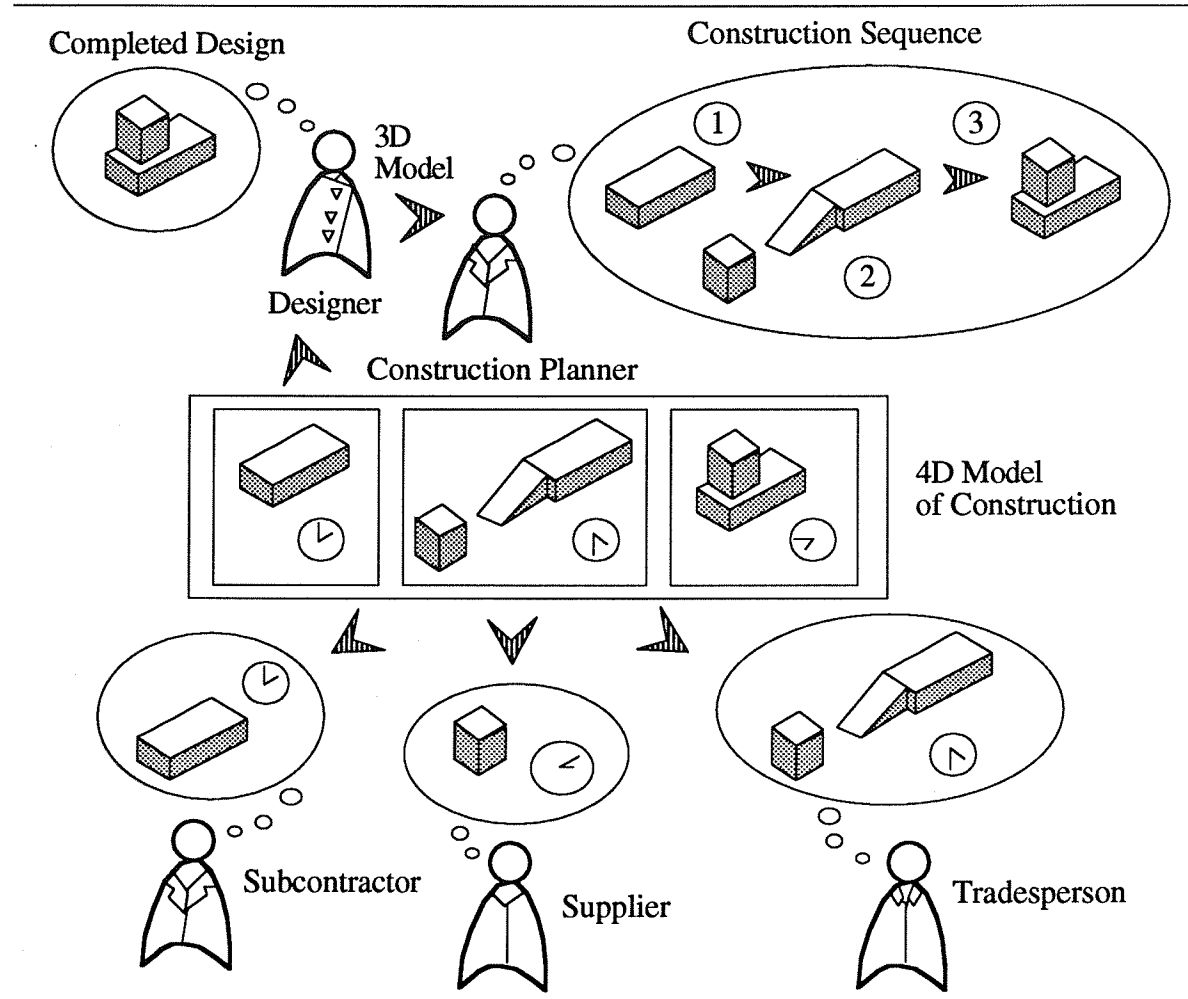 Completed Design
Construction Sequence
3D
Model
1
3
2
Designer
Construction Planner
4D Model
of Construction
Subcontractor
Supplier
Tradesperson